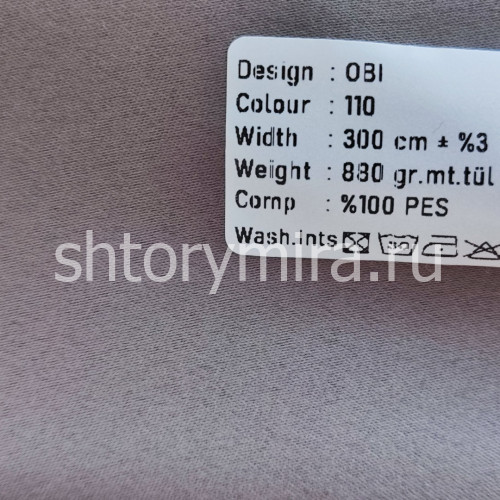 Design : OBI
Colour : 110
Width : 300 cm ± %3
Weight : 880 gr.mt.tül
Comp : %100 PES
Wash.ints 30
shtorymira.ru